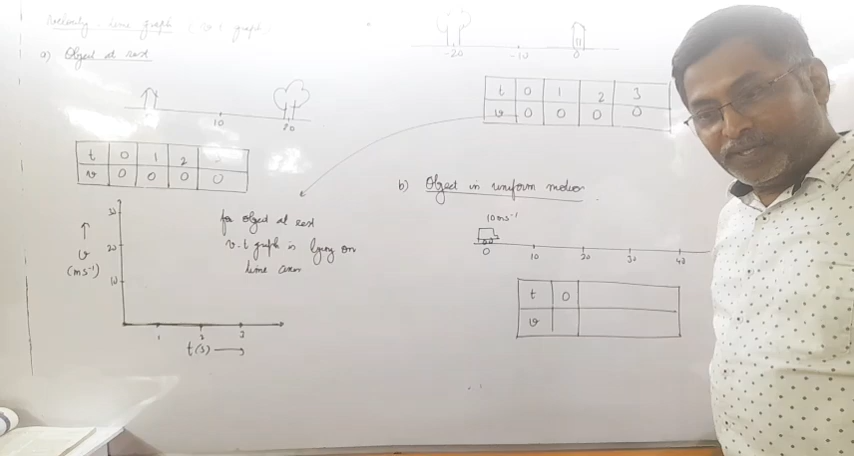 Velocity - time graph (v-t graph)
a) Object at rest
10 20
t 0 1 2 3
v 0 0 0 0
30
20
10
↑
v
(ms⁻¹)
1 2 3
t(s) →
for object at rest
v-t graph is lying on
time axis
-20 -10 0
t 0 1 2 3
v 0 0 0 0
b) Object in uniform motion
10ms⁻¹
0 10 20 30 40
t 0
v